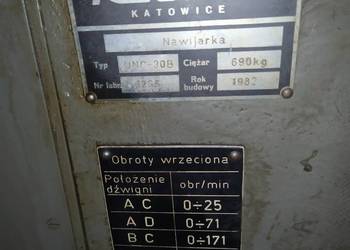 KATOWICE
Nawijarka
Typ UNC-30B Ciężar 690kg
Nr fabr. Rok budowy 1982
Obroty wrzeciona
Położenie dźwigni obr/min
A C 0÷25
A D 0÷71
B C 0÷171